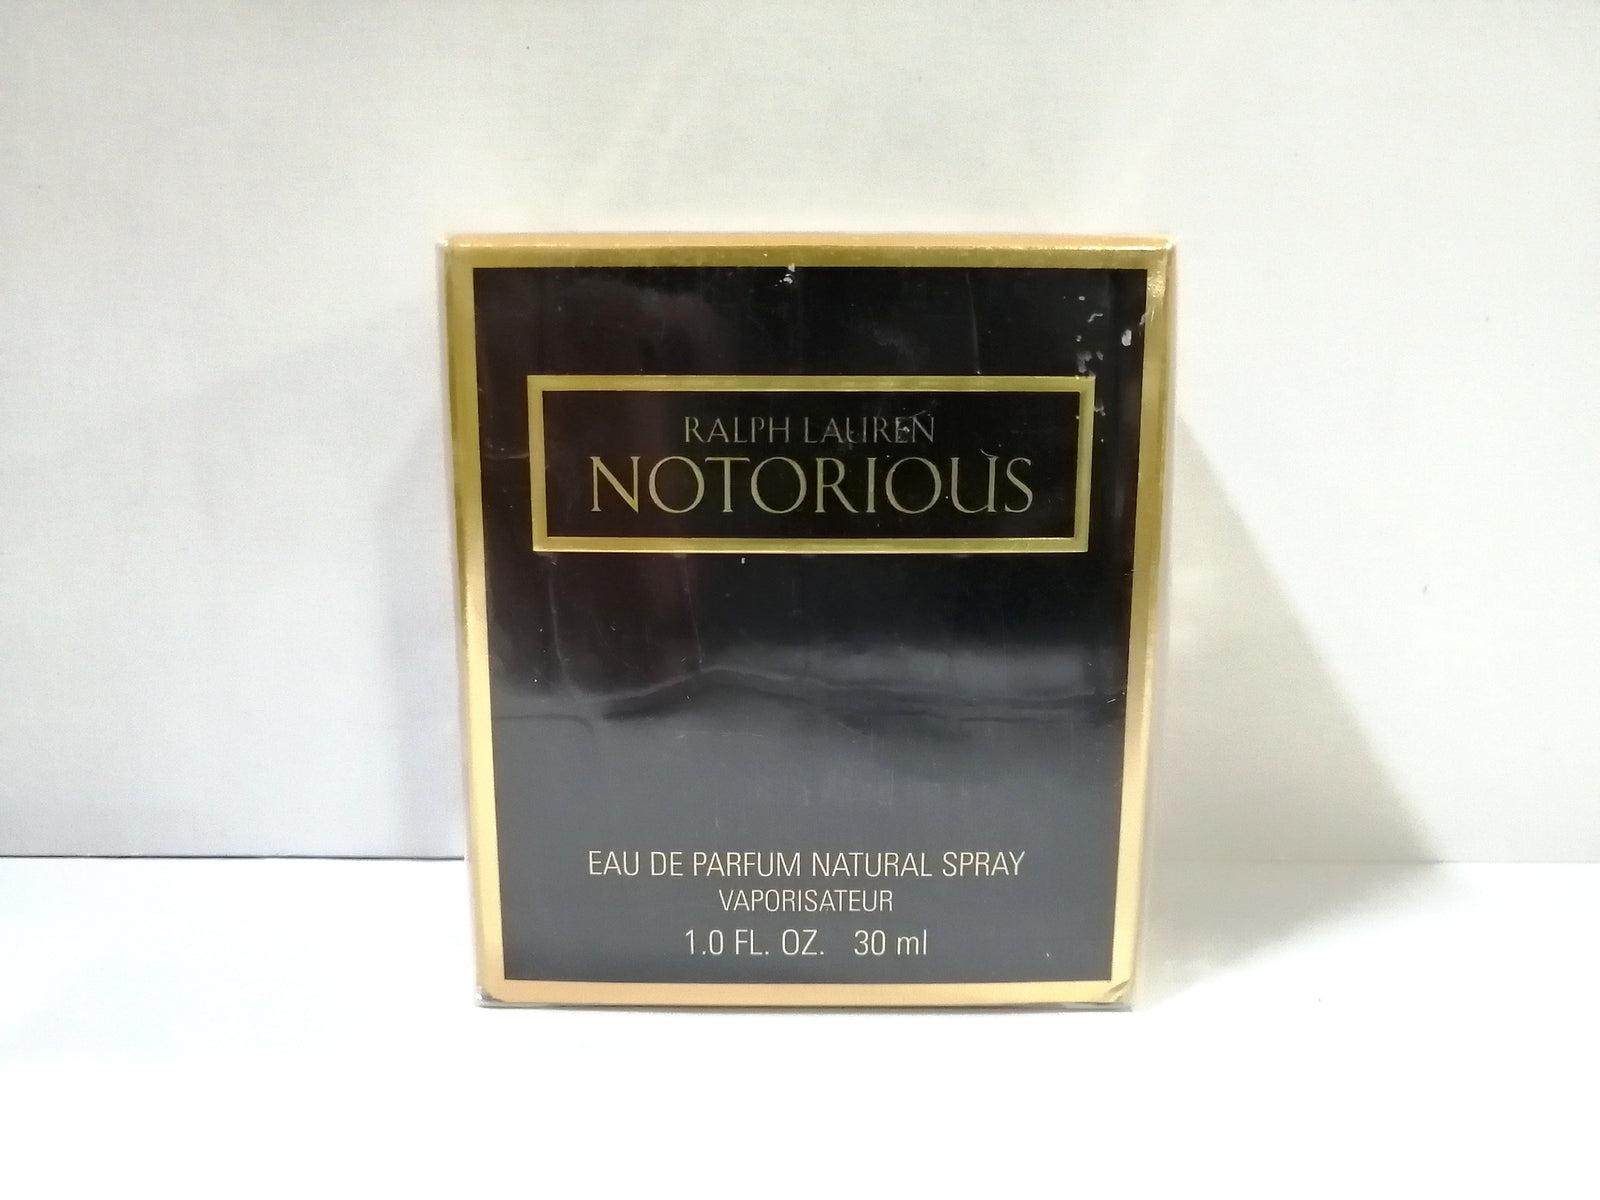 RALPH LAUREN
NOTORIOUS
EAU DE PARFUM NATURAL SPRAY
VAPORISATEUR
1.0 FL. OZ. 30 ml